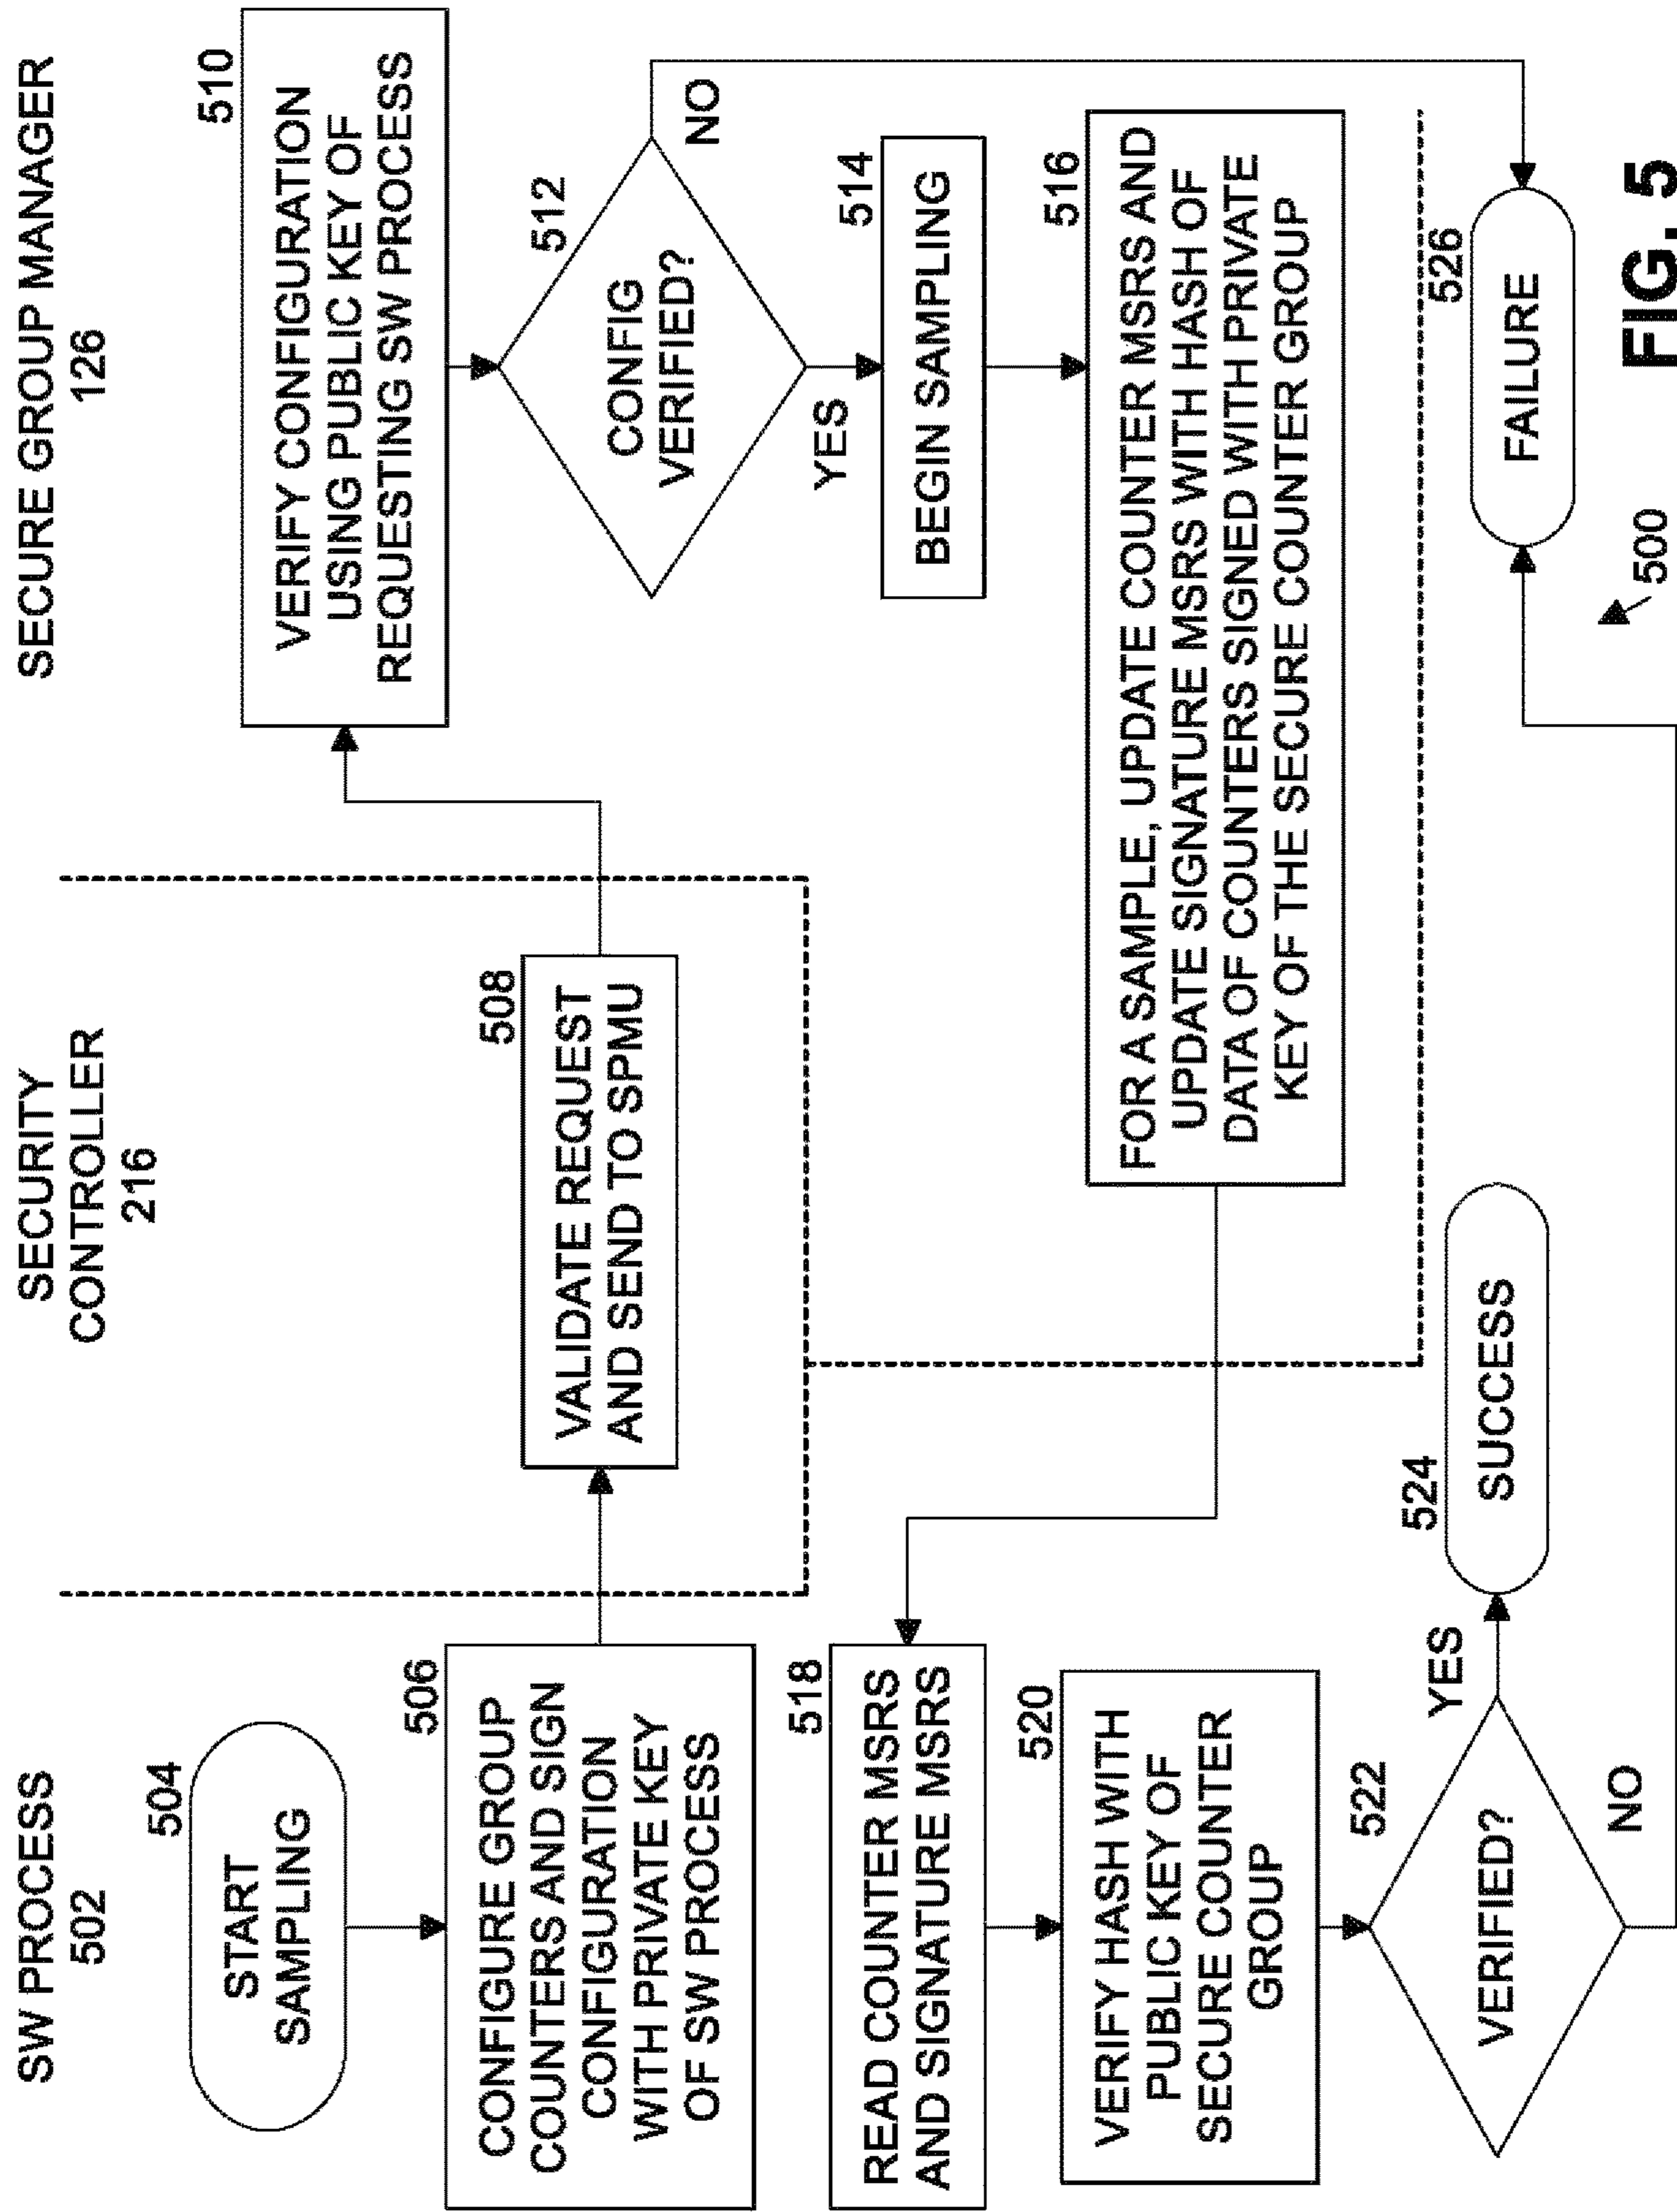 SW PROCESS
502
SECURITY
CONTROLLER
216
SECURE GROUP MANAGER
126
504
START
SAMPLING
506
CONFIGURE GROUP
COUNTERS AND SIGN
CONFIGURATION
WITH PRIVATE KEY
OF SW PROCESS
508
VALIDATE REQUEST
AND SEND TO SPMU
510
VERIFY CONFIGURATION
USING PUBLIC KEY OF
REQUESTING SW PROCESS
512
CONFIG
VERIFIED?
NO
YES
514
BEGIN SAMPLING
516
FOR A SAMPLE, UPDATE COUNTER MSRS AND
UPDATE SIGNATURE MSRS WITH HASH OF
DATA OF COUNTERS SIGNED WITH PRIVATE
KEY OF THE SECURE COUNTER GROUP
518
READ COUNTER MSRS
AND SIGNATURE MSRS
520
VERIFY HASH WITH
PUBLIC KEY OF
SECURE COUNTER
GROUP
522
VERIFIED?
YES
NO
524
SUCCESS
526
FAILURE
500
FIG. 5